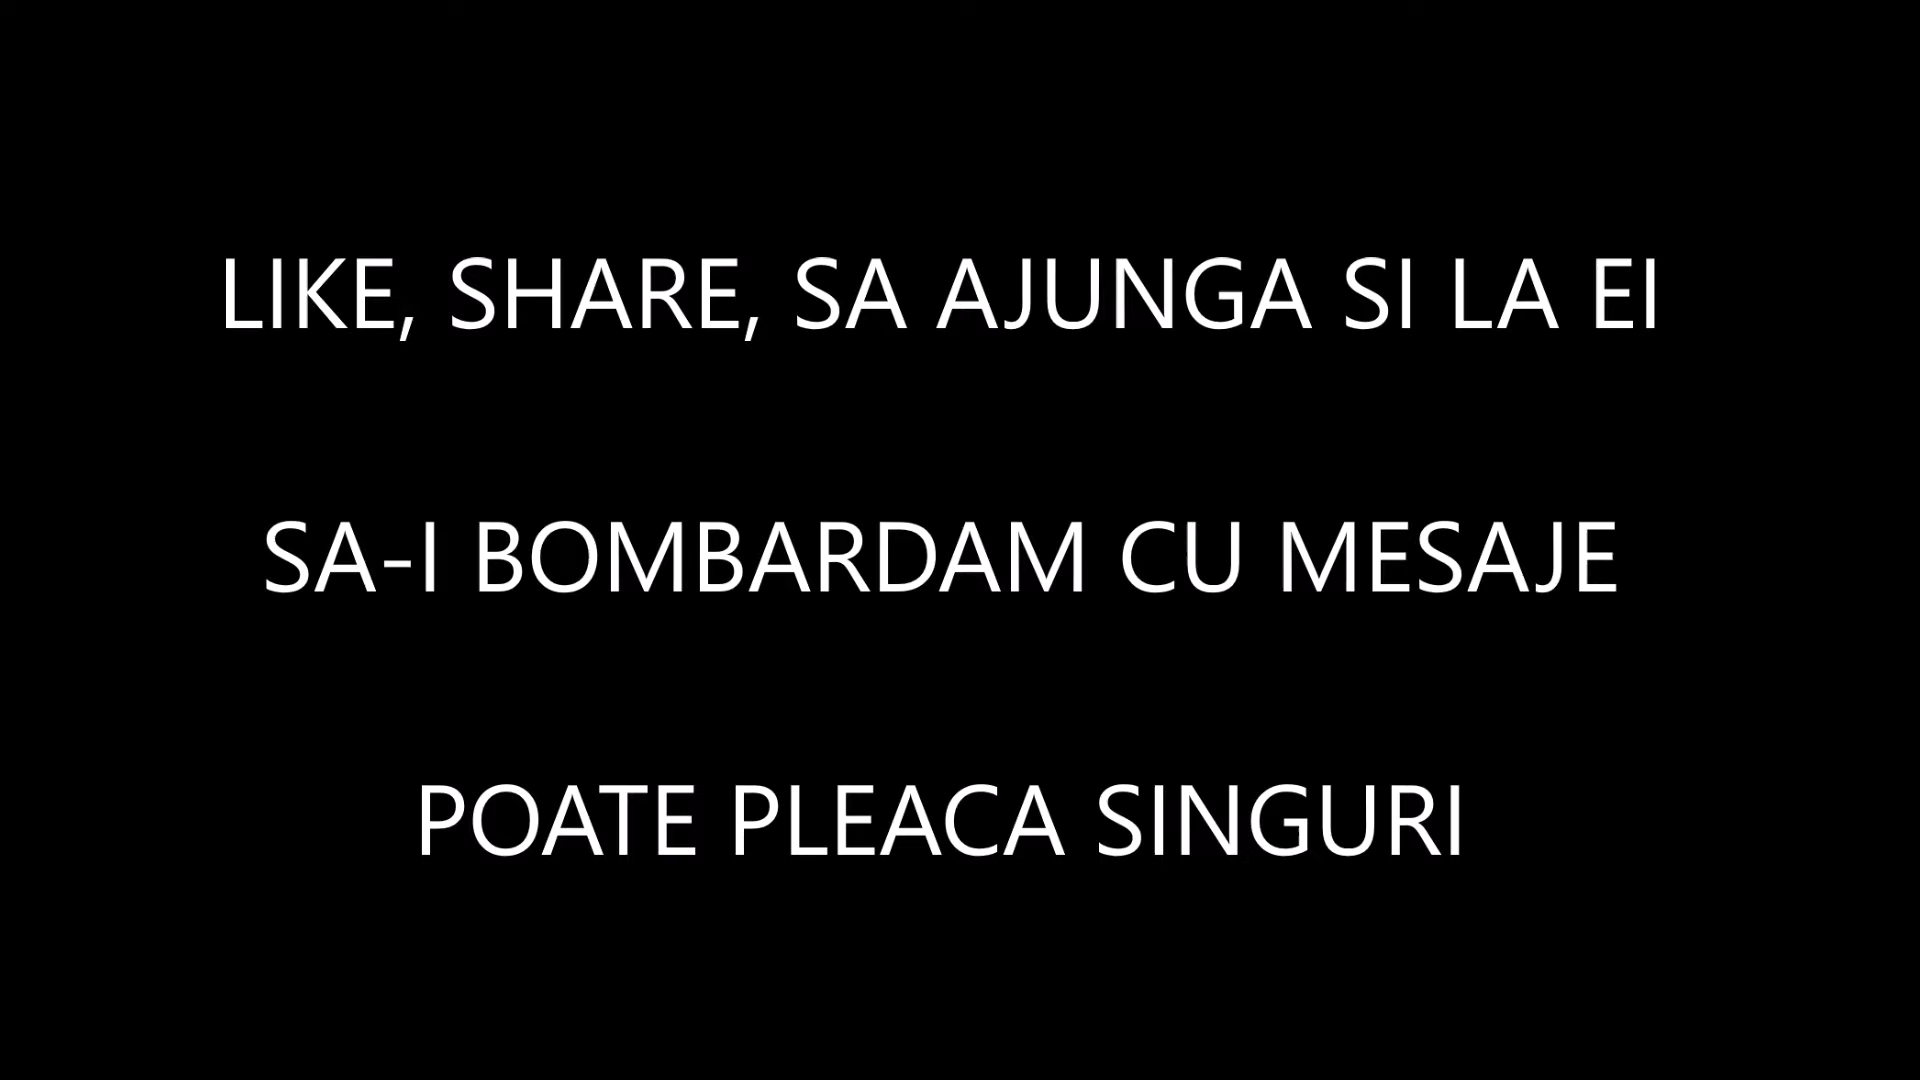 LIKE, SHARE, SA AJUNGA SI LA EI
SA-I BOMBARDAM CU MESAJE
POATE PLEACA SINGURI